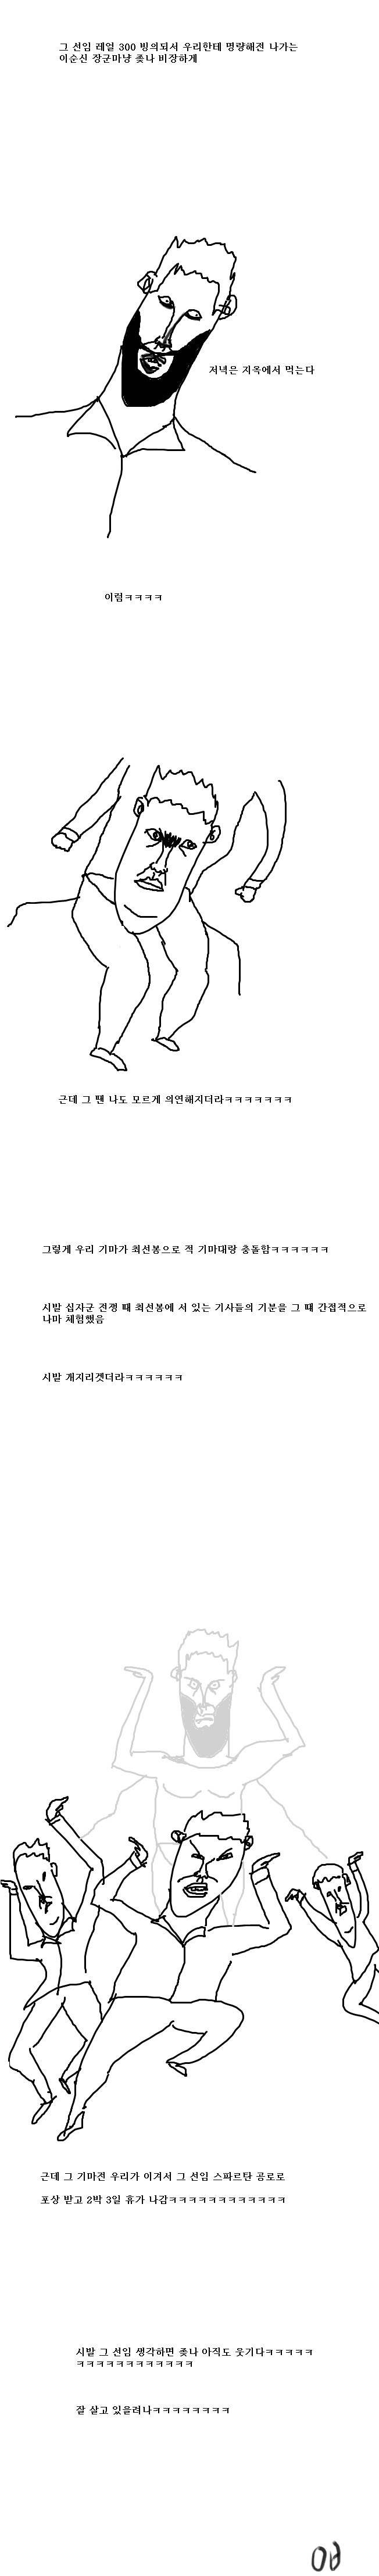 그 선임 레얼 300 빙의되서 우리한테 명량해전 나가는
이순신 장군마냥 좆나 비장하게
저녁은 지옥에서 먹는다
이럼ㅋㅋㅋㅋ
근데 그 땐 나도 모르게 의연해지더라ㅋㅋㅋㅋㅋㅋㅋ
그렇게 우리 기마가 최선봉으로 적 기마대랑 충돌함ㅋㅋㅋㅋㅋㅋ
시발 십자군 전쟁 때 최선봉에 서 있는 기사들의 기분을 그 때 간접적으로
나마 체험했음
시발 개지리겟더라ㅋㅋㅋㅋㅋㅋ
근데 그 기마전 우리가 이겨서 그 선임 스파르탄 공로로
포상 받고 2박 3일 휴가 나감ㅋㅋㅋㅋㅋㅋㅋㅋㅋㅋㅋㅋ
시발 그 선임 생각하면 좆나 아직도 웃기다ㅋㅋㅋㅋㅋ
ㅋㅋㅋㅋㅋㅋㅋㅋㅋㅋㅋㅋ
잘 살고 있을려나ㅋㅋㅋㅋㅋㅋㅋㅋ